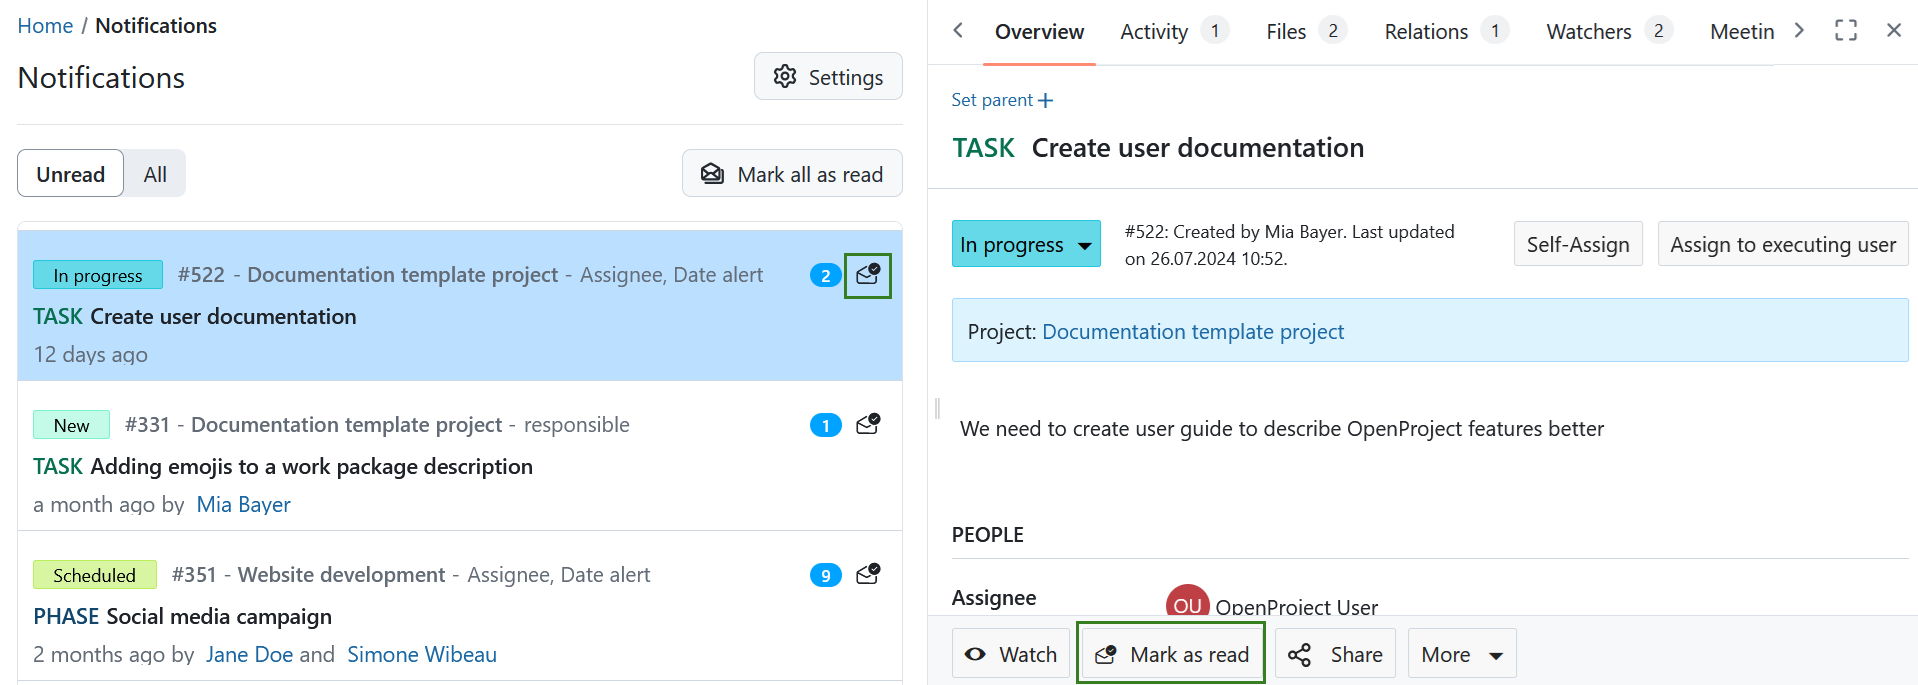 Home / Notifications
Notifications
Settings
Unread All
Mark all as read
In progress #522 - Documentation template project - Assignee, Date alert 2
TASK Create user documentation
12 days ago
New #331 - Documentation template project - responsible 1
TASK Adding emojis to a work package description
a month ago by Mia Bayer
Scheduled #351 - Website development - Assignee, Date alert 9
PHASE Social media campaign
2 months ago by Jane Doe and Simone Wibeau
Overview Activity 1 Files 2 Relations 1 Watchers 2 Meetin
Set parent +
TASK Create user documentation
In progress
#522: Created by Mia Bayer. Last updated
on 26.07.2024 10:52.
Self-Assign
Assign to executing user
Project: Documentation template project
We need to create user guide to describe OpenProject features better
PEOPLE
Assignee OU OpenProject User
Watch Mark as read Share More